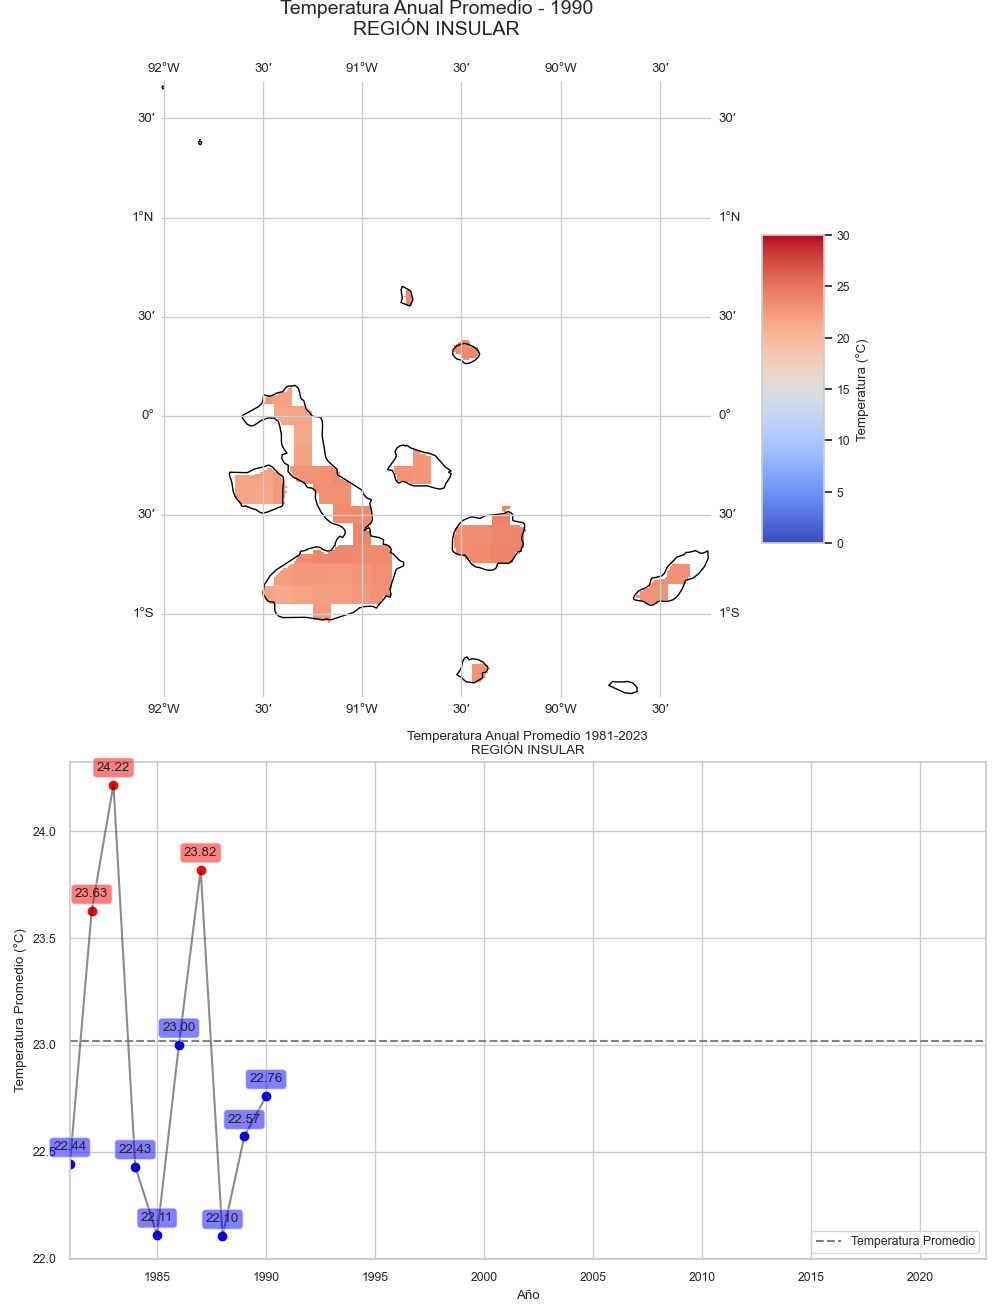 Temperatura Anual Promedio - 1990
REGIÓN INSULAR
92°W 30′ 91°W 30′ 90°W 30′
30′ 30′
1°N 1°N
30′ 30′
0° 0°
30′ 30′
1°S 1°S
92°W 30′ 91°W 30′ 90°W 30′
30
25
20
15
10
5
0
Temperatura (°C)
Temperatura Anual Promedio 1981-2023
REGIÓN INSULAR
24.22
24.0
23.82
23.63
23.5
23.00
23.0
22.76
22.57
22.5
22.44
22.43
22.11
22.10
22.0
Temperatura Promedio (°C)
Temperatura Promedio
1985 1990 1995 2000 2005 2010 2015 2020
Año